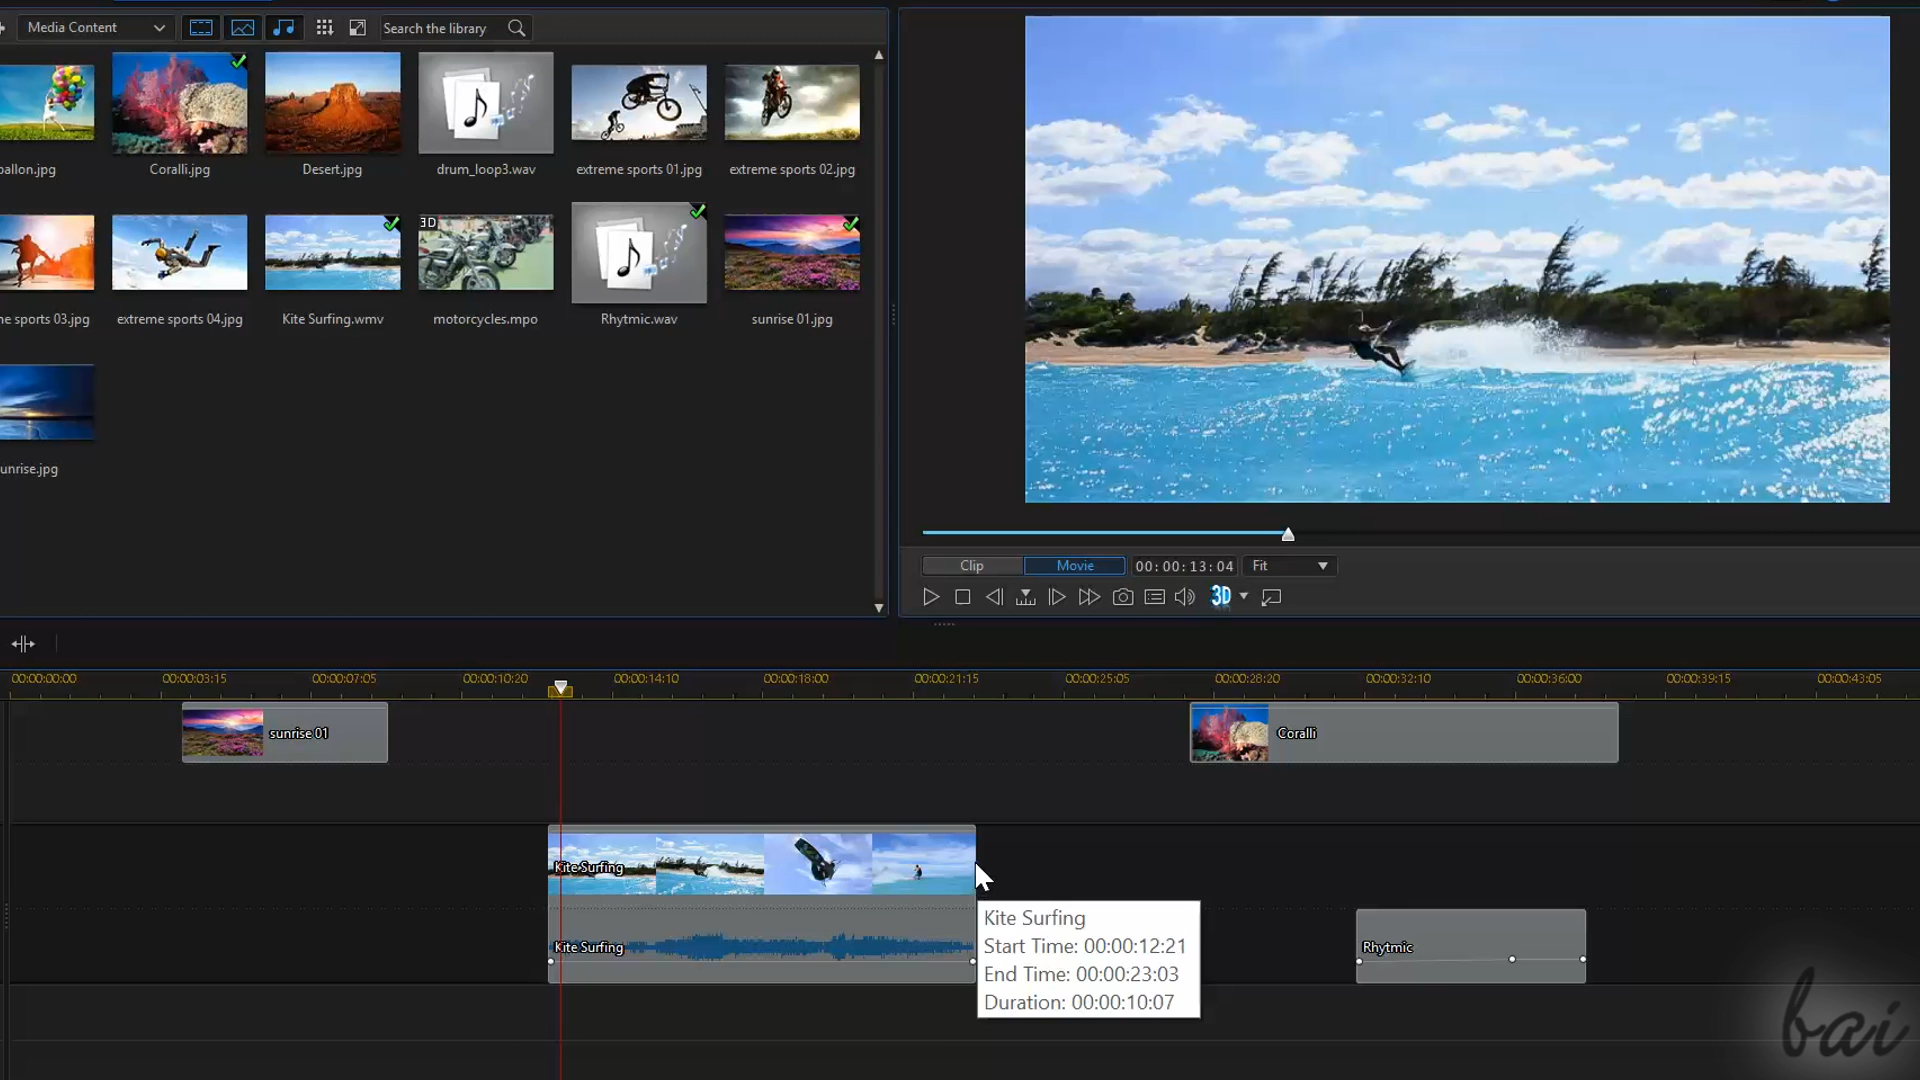 Media Content
Search the library
ballon.jpg
Coralli.jpg
Desert.jpg
drum_loop3.wav
extreme sports 01.jpg
extreme sports 02.jpg
ne sports 03.jpg
extreme sports 04.jpg
Kite Surfing.wmv
3D
motorcycles.mpo
Rhytmic.wav
sunrise 01.jpg
unrise.jpg
Clip
Movie
00:00:13:04
Fit
3D
00:00:00:00
00:00:03:15
00:00:07:05
00:00:10:20
00:00:14:10
00:00:18:00
00:00:21:15
00:00:25:05
00:00:28:20
00:00:32:10
00:00:36:00
00:00:39:15
00:00:43:05
sunrise 01
Coralli
Kite Surfing
Kite Surfing
Rhytmic
Kite Surfing
Start Time: 00:00:12:21
End Time: 00:00:23:03
Duration: 00:00:10:07
bai